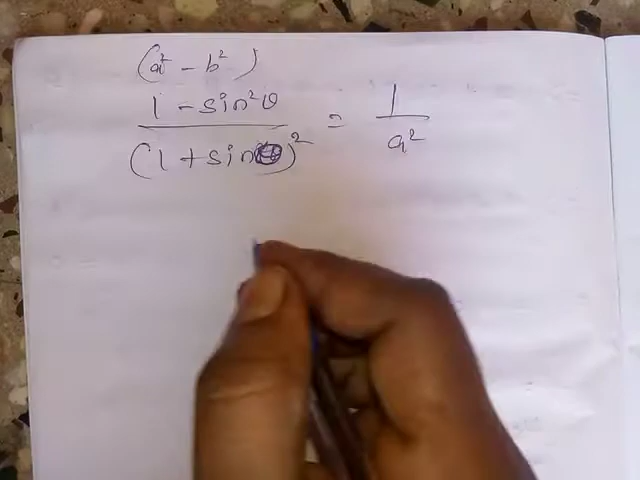 (a² - b²)
1 - sin²θ / (1 + sinθ)² = 1 / a²